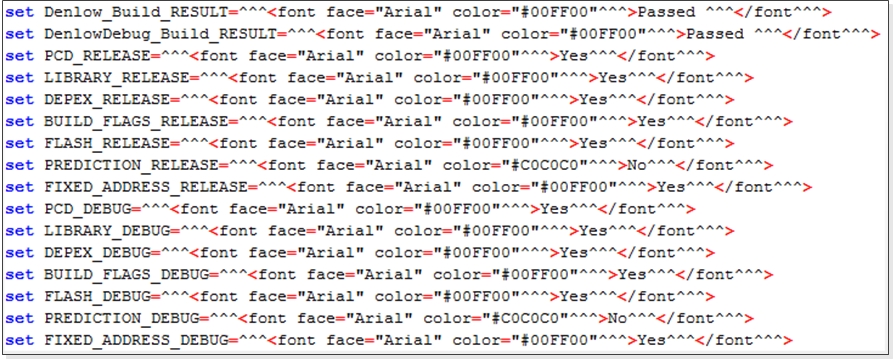 set Denlow_Build_RESULT=^^^<font face="Arial" color="#00FF00"^^^>Passed ^^^</font^^^>
set DenlowDebug_Build_RESULT=^^^<font face="Arial" color="#00FF00"^^^>Passed ^^^</font^^^>
set PCD_RELEASE=^^^<font face="Arial" color="#00FF00"^^^>Yes^^^</font^^^>
set LIBRARY_RELEASE=^^^<font face="Arial" color="#00FF00"^^^>Yes^^^</font^^^>
set DEPEX_RELEASE=^^^<font face="Arial" color="#00FF00"^^^>Yes^^^</font^^^>
set BUILD_FLAGS_RELEASE=^^^<font face="Arial" color="#00FF00"^^^>Yes^^^</font^^^>
set FLASH_RELEASE=^^^<font face="Arial" color="#00FF00"^^^>Yes^^^</font^^^>
set PREDICTION_RELEASE=^^^<font face="Arial" color="#C0C0C0"^^^>No^^^</font^^^>
set FIXED_ADDRESS_RELEASE=^^^<font face="Arial" color="#00FF00"^^^>Yes^^^</font^^^>
set PCD_DEBUG=^^^<font face="Arial" color="#00FF00"^^^>Yes^^^</font^^^>
set LIBRARY_DEBUG=^^^<font face="Arial" color="#00FF00"^^^>Yes^^^</font^^^>
set DEPEX_DEBUG=^^^<font face="Arial" color="#00FF00"^^^>Yes^^^</font^^^>
set BUILD_FLAGS_DEBUG=^^^<font face="Arial" color="#00FF00"^^^>Yes^^^</font^^^>
set FLASH_DEBUG=^^^<font face="Arial" color="#00FF00"^^^>Yes^^^</font^^^>
set PREDICTION_DEBUG=^^^<font face="Arial" color="#C0C0C0"^^^>No^^^</font^^^>
set FIXED_ADDRESS_DEBUG=^^^<font face="Arial" color="#00FF00"^^^>Yes^^^</font^^^>